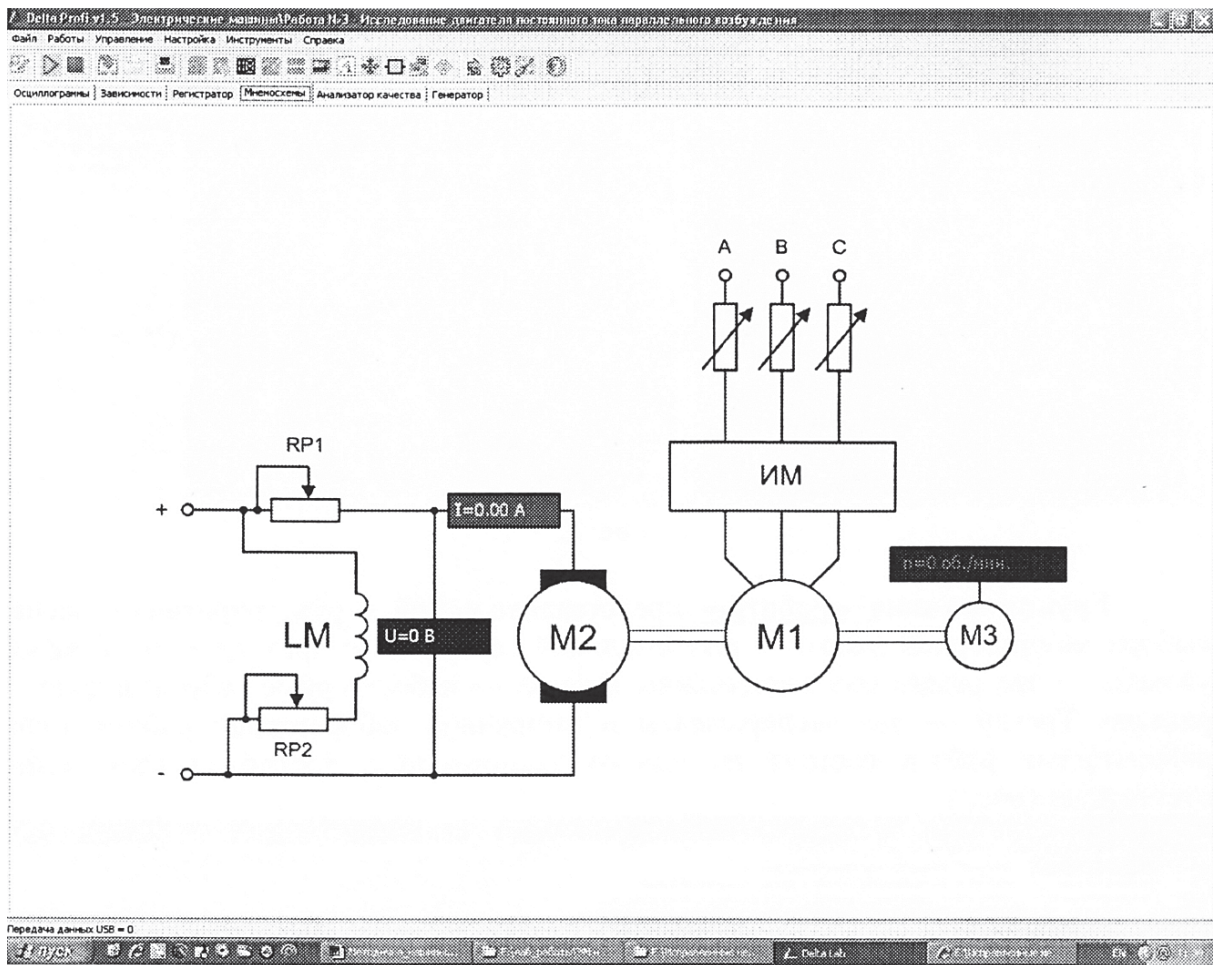 Delta Profi v1.5 Электрические машины\Работа №3 - Исследование двигателя постоянного тока параллельного возбуждения
Файл Работы Управление Настройка Инструменты Справка
Осциллограммы Зависимости Регистратор Мнемосхемы Анализатор качества Генератор
A B C
RP1
ИМ
+
I=0.00 A
n=0 об./мин.
LM
U=0 В
M2
M1
M3
RP2
-
Передача данных USB = 0
пуск
Delta Lab
EN